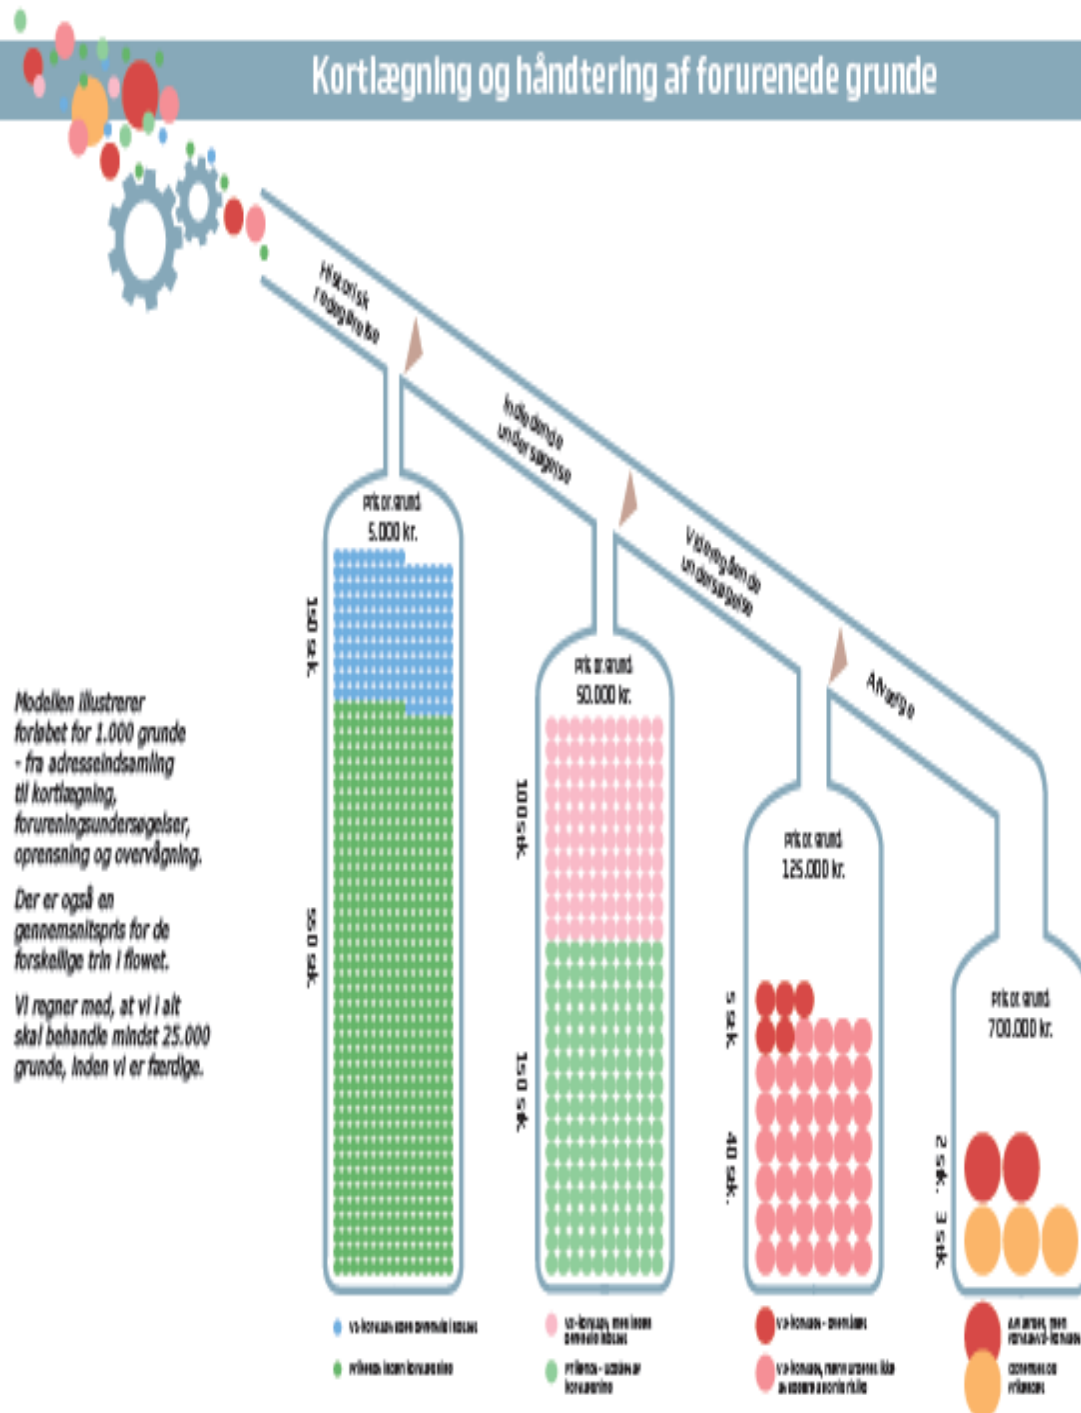 Kortlægning og håndtering af forurenede grunde
Historisk
redegørelse
Indledende
undersøgelse
Videregående
undersøgelse
Afværge
Pris pr. grund
5.000 kr.
150 stk.
550 stk.
Pris pr. grund
50.000 kr.
100 stk.
150 stk.
Pris pr. grund
125.000 kr.
5 stk.
40 stk.
Pris pr. grund
700.000 kr.
2 stk.
3 stk.
Modellen illustrerer
forløbet for 1.000 grunde
- fra adresseindsamling
til kortlægning,
forureningsundersøgelser,
oprensning og overvågning.
Der er også en
gennemsnitspris for de
forskellige trin i flowet.
Vi regner med, at vi i alt
skal behandle mindst 25.000
grunde, inden vi er færdige.